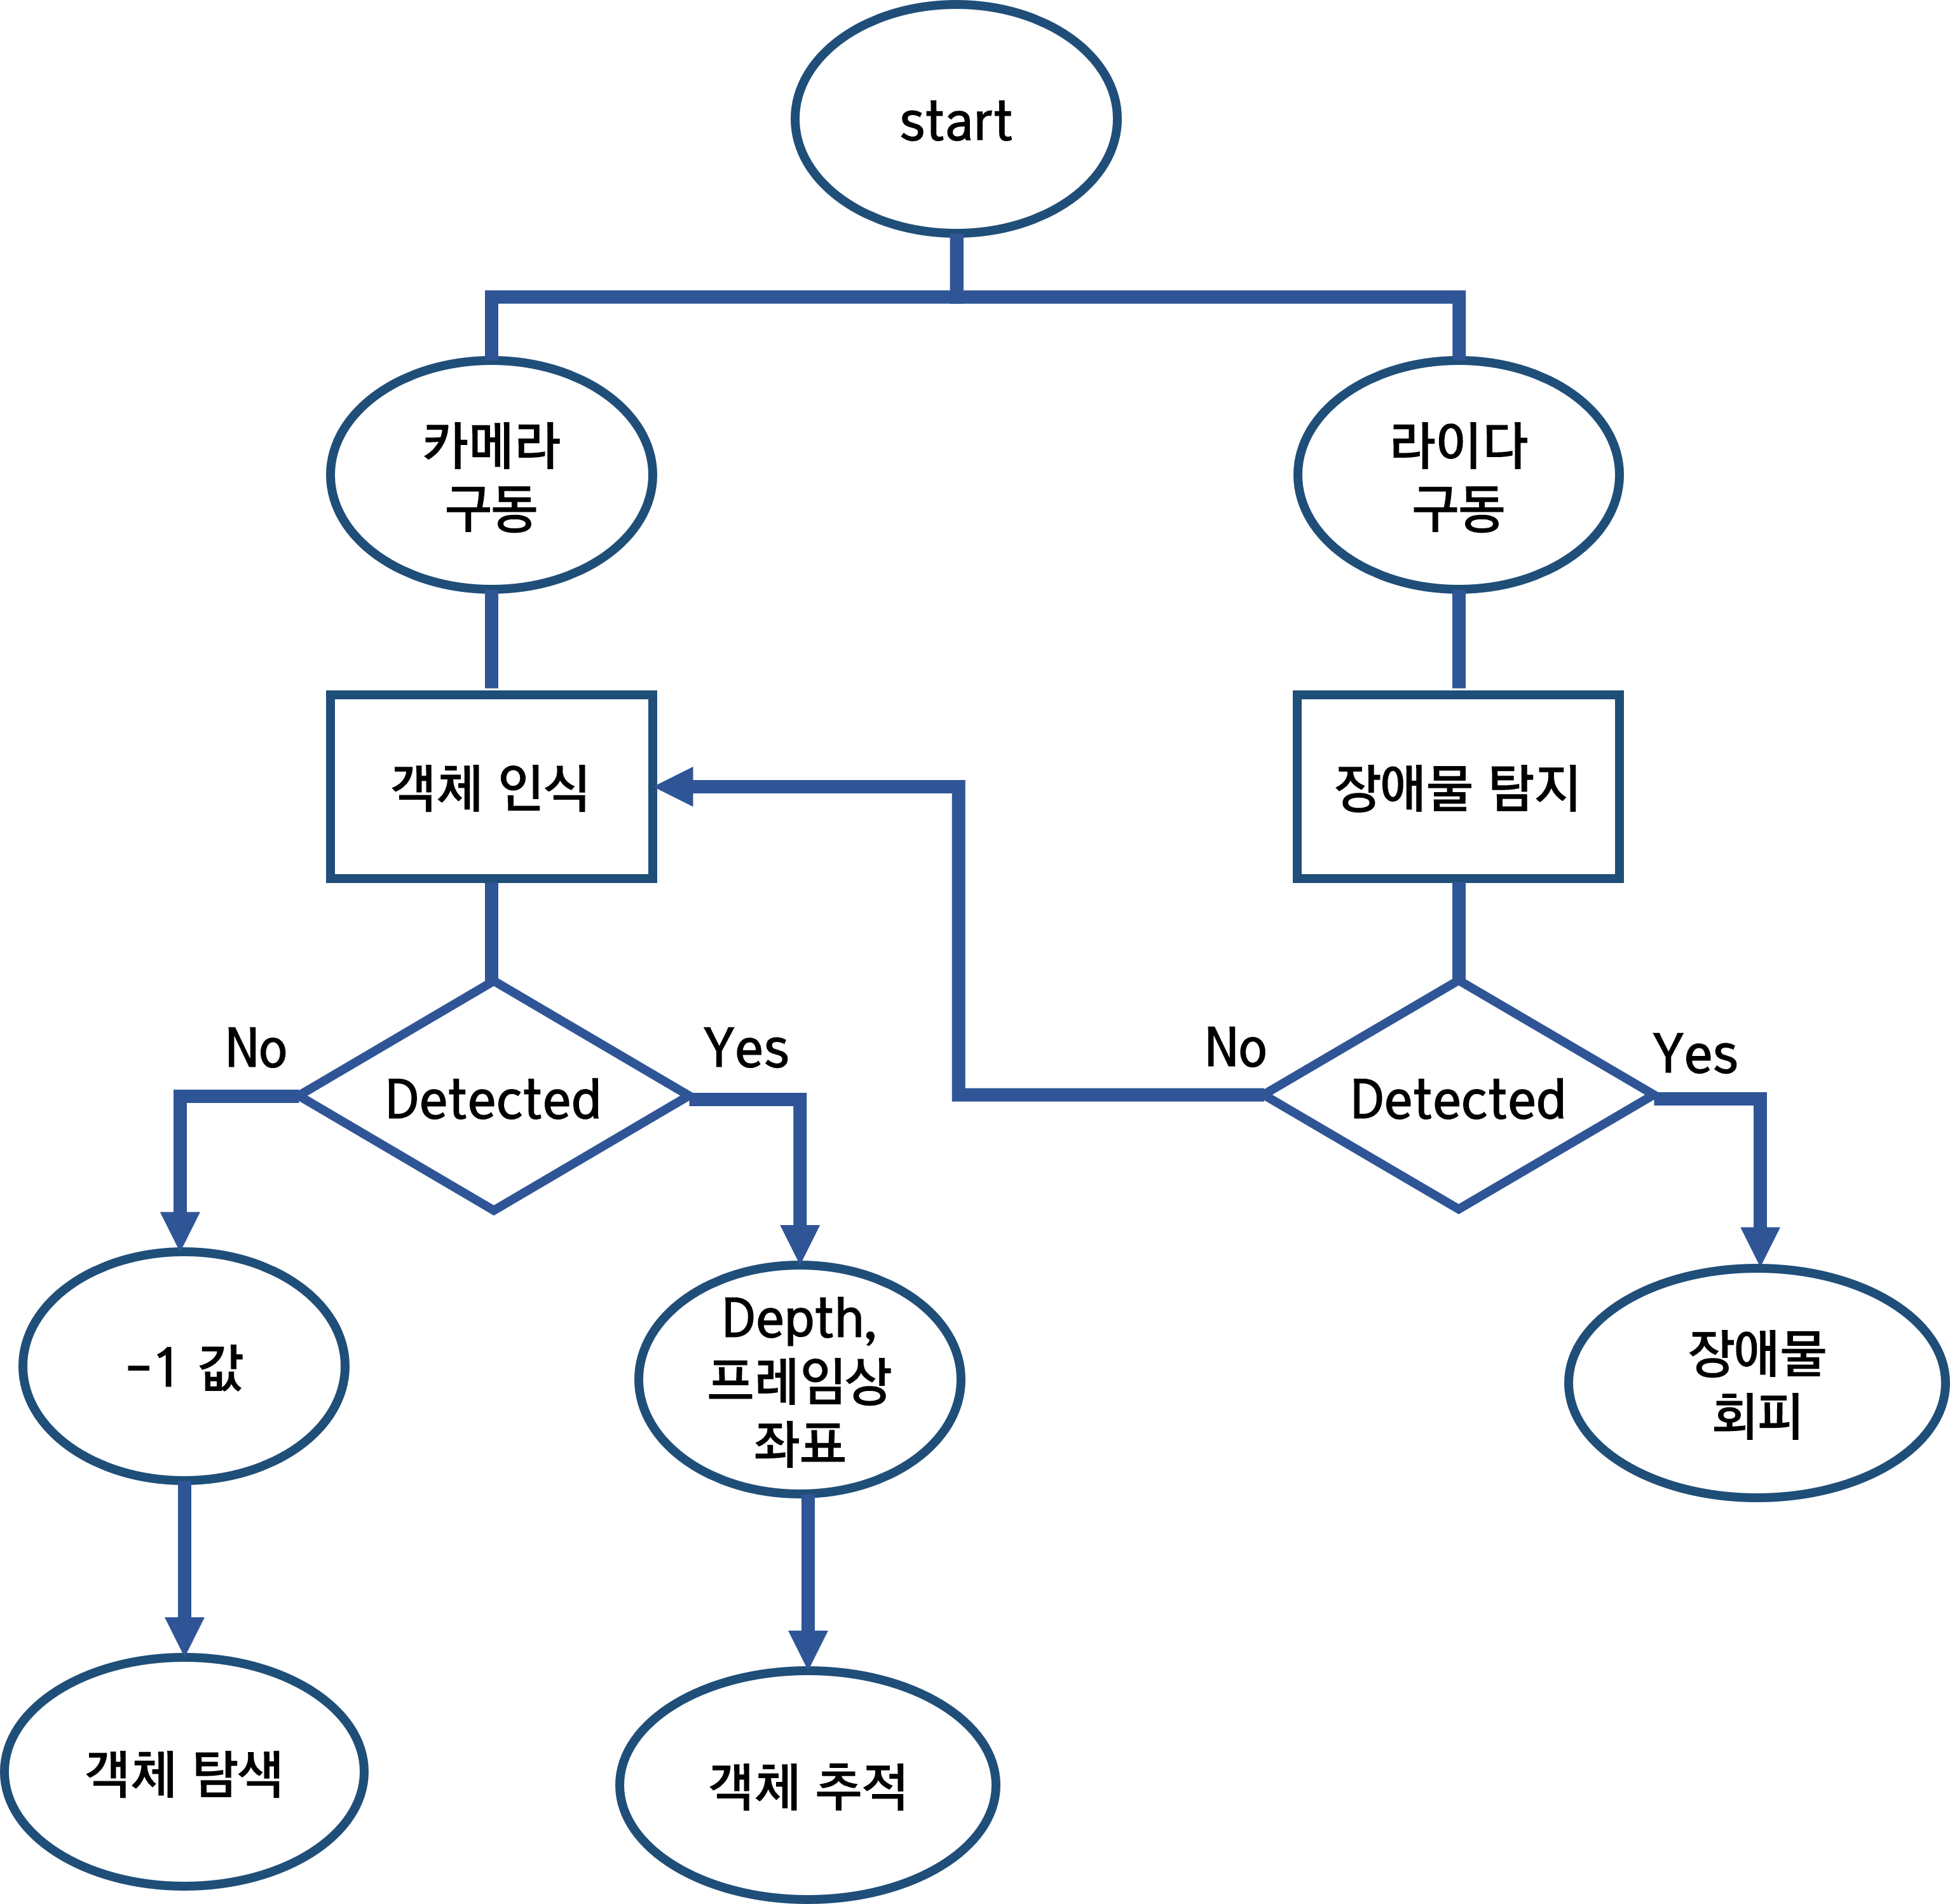 start
카메라
구동
라이다
구동
객체 인식
장애물 탐지
No
Yes
No
Yes
Detected
Detected
-1 값
Depth,
프레임상
좌표
장애물
회피
객체 탐색
객체 추적